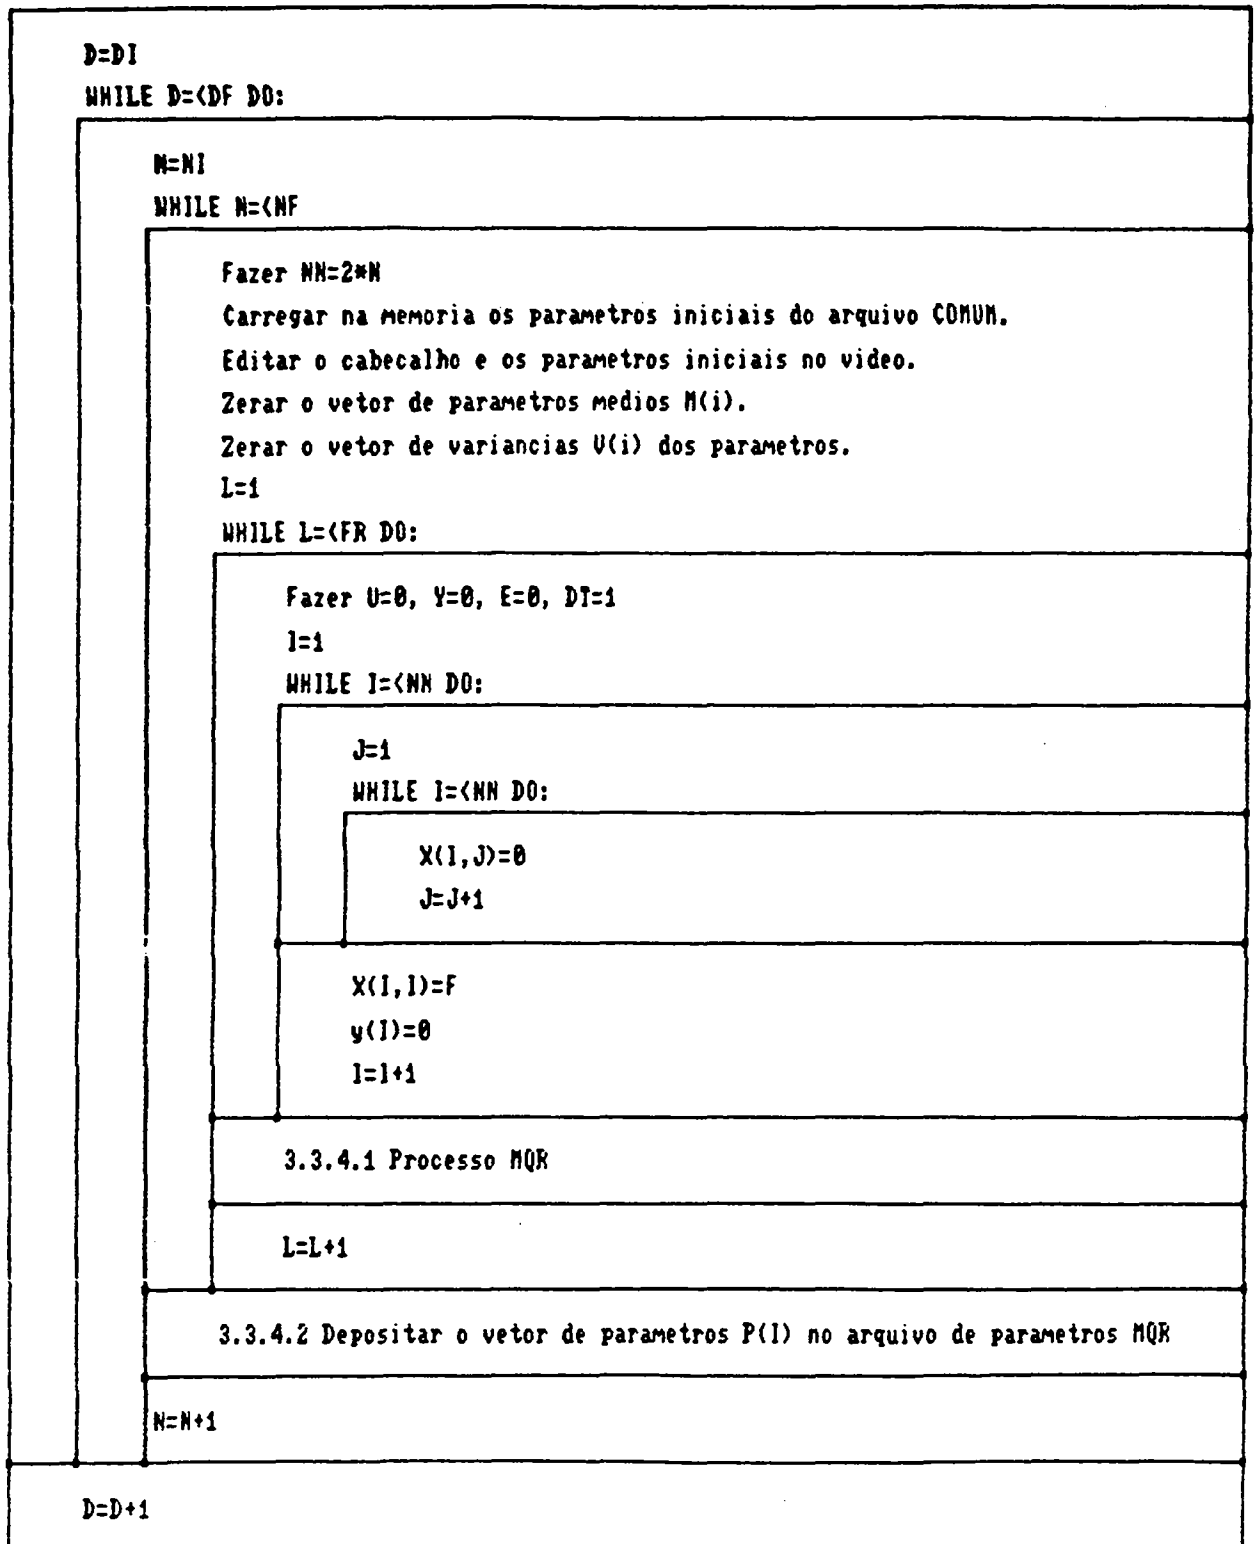 D=DI
WHILE D=<DF DO:
N=NI
WHILE N=<NF
Fazer NN=2*N
Carregar na memoria os parametros iniciais do arquivo COMUM.
Editar o cabecalho e os parametros iniciais no video.
Zerar o vetor de parametros medios M(i).
Zerar o vetor de variancias V(i) dos parametros.
L=1
WHILE L=<FR DO:
Fazer U=0, Y=0, E=0, DT=1
I=1
WHILE I=<NN DO:
J=1
WHILE I=<NN DO:
X(I,J)=0
J=J+1
X(I,I)=F
y(I)=0
I=I+1
3.3.4.1 Processo MQR
L=L+1
3.3.4.2 Depositar o vetor de parametros P(I) no arquivo de parametros MQR
N=N+1
D=D+1